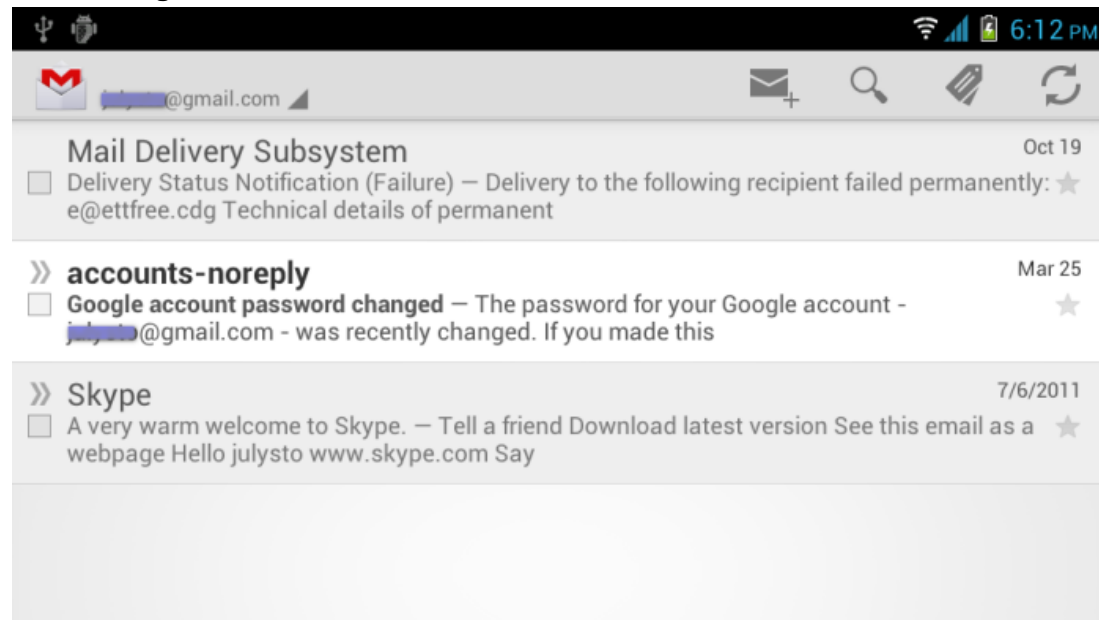 6:12 PM
@gmail.com
Mail Delivery Subsystem
Oct 19
Delivery Status Notification (Failure) — Delivery to the following recipient failed permanently:
e@ettfree.cdg Technical details of permanent
accounts-noreply
Mar 25
Google account password changed — The password for your Google account -
@gmail.com - was recently changed. If you made this
Skype
7/6/2011
A very warm welcome to Skype. — Tell a friend Download latest version See this email as a
webpage Hello julysto www.skype.com Say